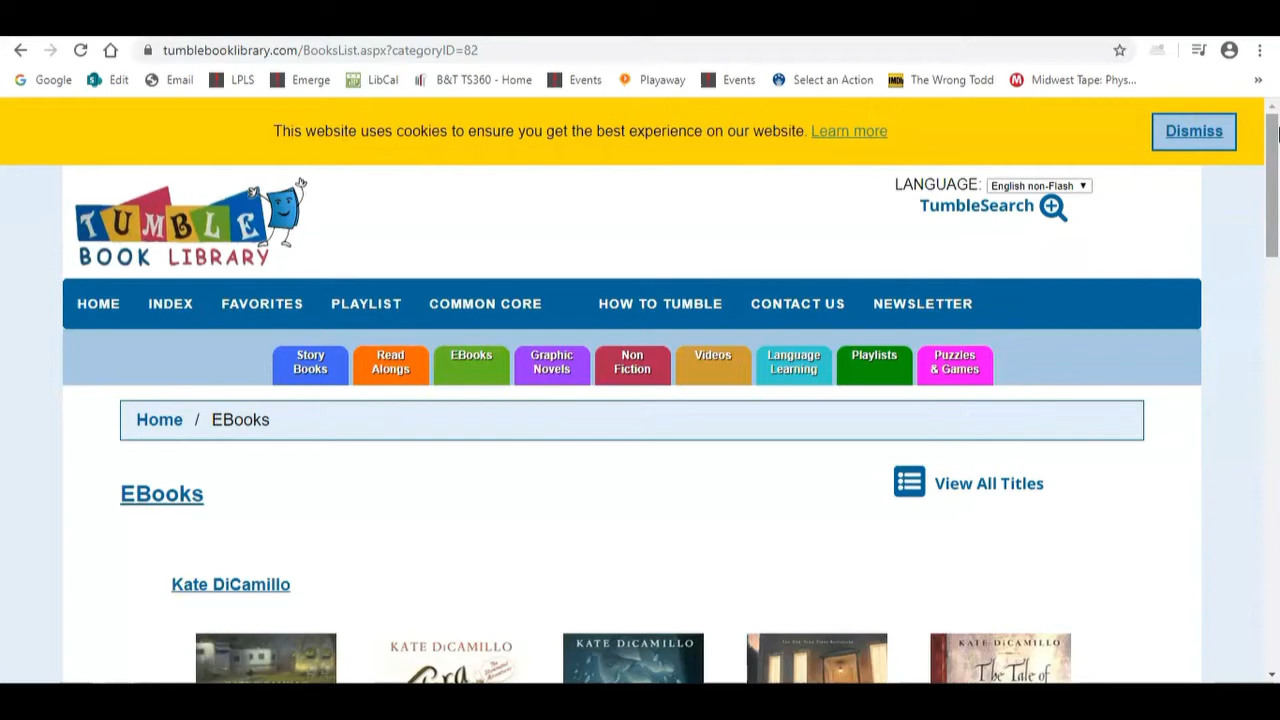 tumblebooklibrary.com/BooksList.aspx?categoryID=82
Google Edit Email LPLS Emerge LibCal B&T TS360 - Home Events Playaway Events Select an Action IMDb The Wrong Todd Midwest Tape: Phys... »
This website uses cookies to ensure you get the best experience on our website. Learn more
Dismiss
TUMBLE
BOOK LIBRARY
LANGUAGE: English non-Flash
TumbleSearch
HOME INDEX FAVORITES PLAYLIST COMMON CORE HOW TO TUMBLE CONTACT US NEWSLETTER
Story
Books
Read
Alongs
EBooks
Graphic
Novels
Non
Fiction
Videos
Language
Learning
Playlists
Puzzles
& Games
Home / EBooks
EBooks
View All Titles
Kate DiCamillo
KATE DICAMILLO
KATE DICAMILLO
KATE DICAMILLO
The Tale of